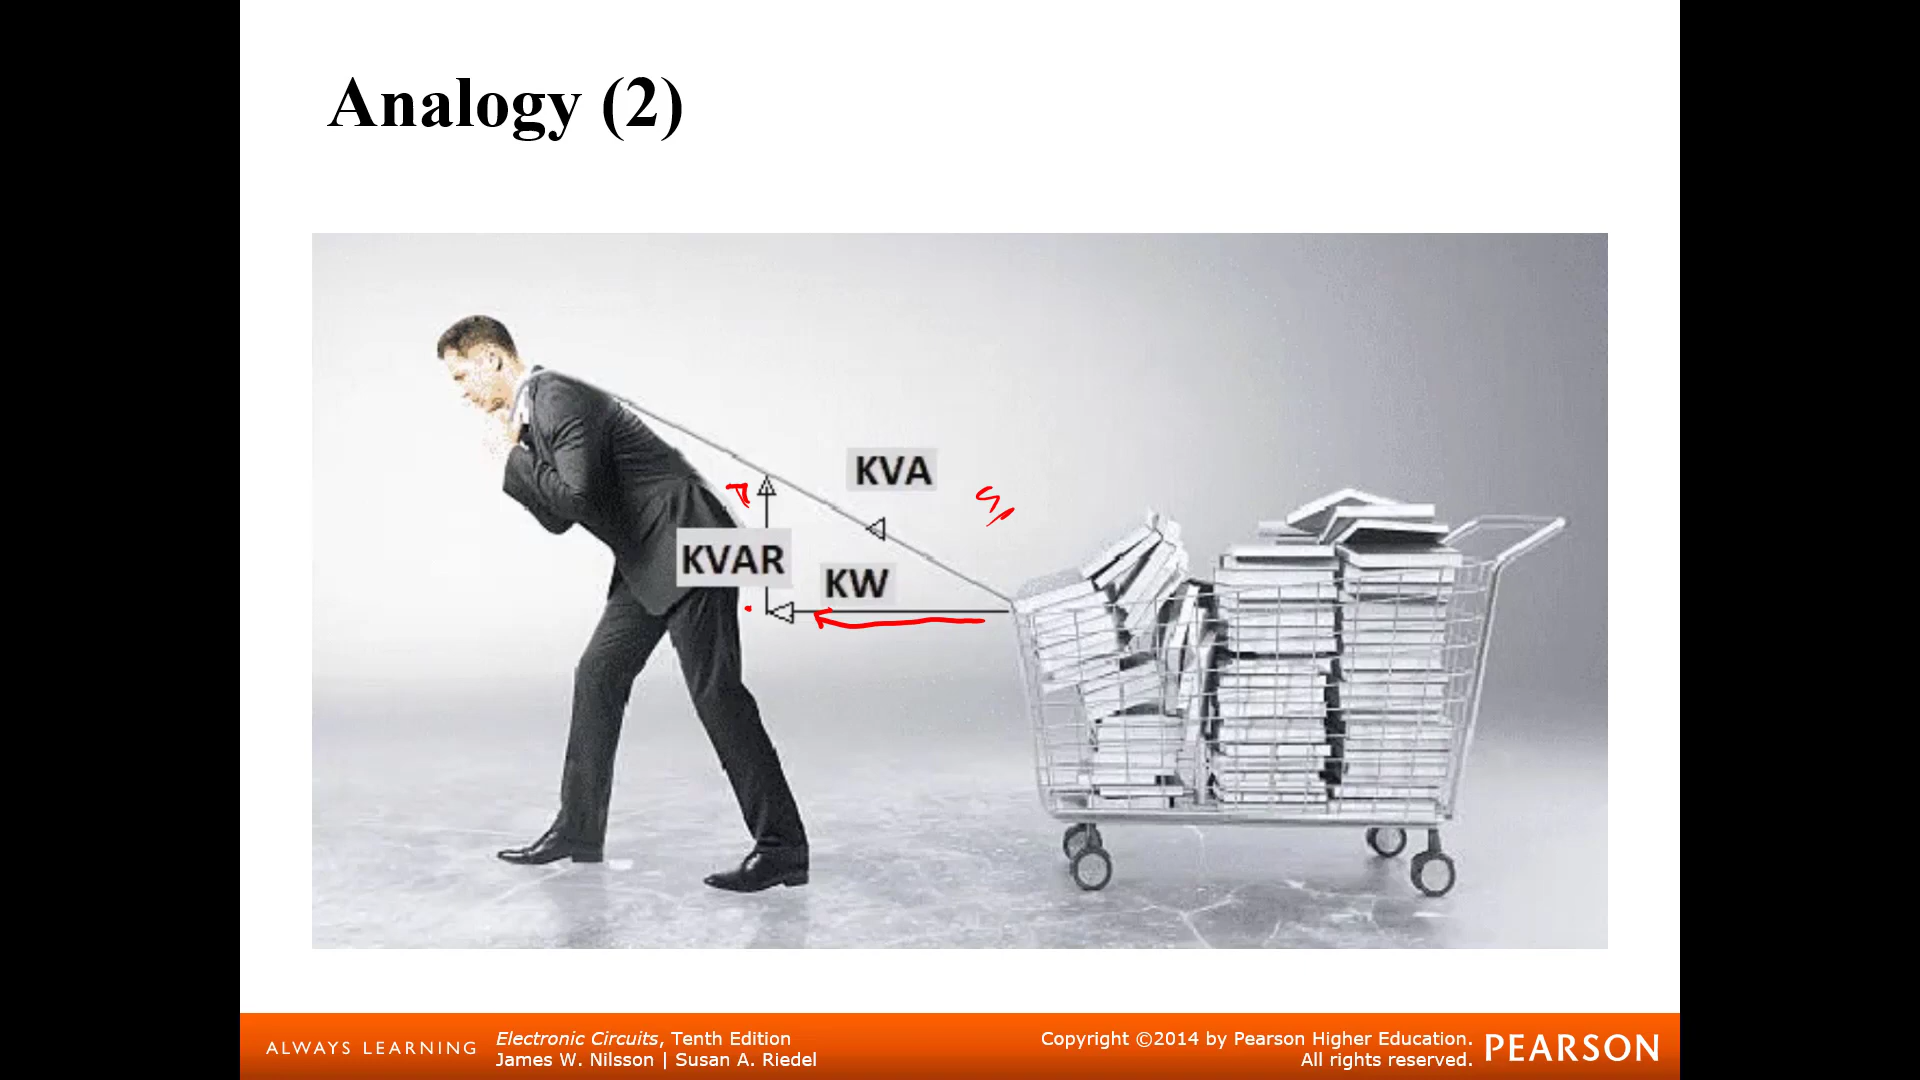 Analogy (2)
KVA
KVAR
KW
ALWAYS LEARNING
Electronic Circuits, Tenth Edition
James W. Nilsson | Susan A. Riedel
Copyright ©2014 by Pearson Higher Education.
All rights reserved.
PEARSON